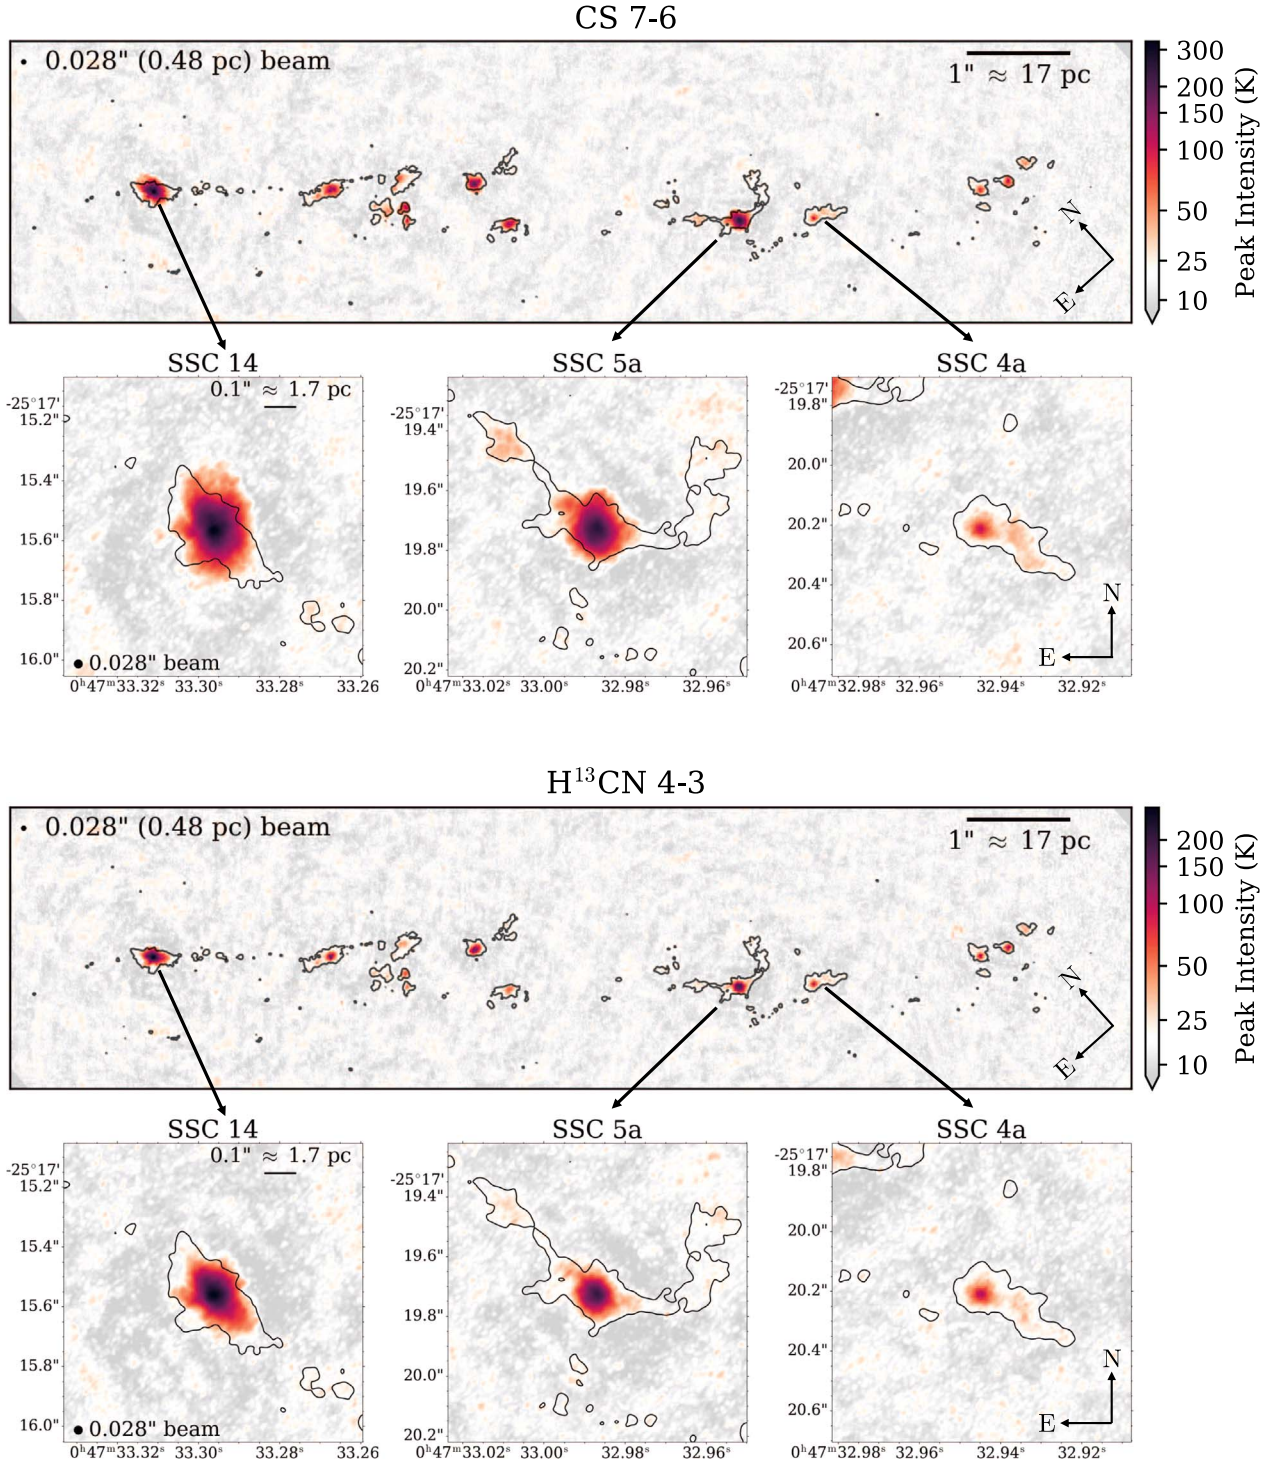 CS 7-6
0.028" (0.48 pc) beam
1" ≈ 17 pc
N
E
300
200
150
100
50
25
10
Peak Intensity (K)
SSC 14
SSC 5a
SSC 4a
0.1" ≈ 1.7 pc
-25°17'
15.2"
15.4"
15.6"
15.8"
16.0"
0.028" beam
0ʰ47ᵐ33.32ˢ 33.30ˢ 33.28ˢ 33.26
-25°17'
19.4"
19.6"
19.8"
20.0"
20.2"
0ʰ47ᵐ33.02ˢ 33.00ˢ 32.98ˢ 32.96ˢ
-25°17'
19.8"
20.0"
20.2"
20.4"
20.6"
N
E
0ʰ47ᵐ32.98ˢ 32.96ˢ 32.94ˢ 32.92ˢ
H¹³CN 4-3
0.028" (0.48 pc) beam
1" ≈ 17 pc
N
E
200
150
100
50
25
10
Peak Intensity (K)
SSC 14
SSC 5a
SSC 4a
0.1" ≈ 1.7 pc
-25°17'
15.2"
15.4"
15.6"
15.8"
16.0"
0.028" beam
0ʰ47ᵐ33.32ˢ 33.30ˢ 33.28ˢ 33.26
-25°17'
19.4"
19.6"
19.8"
20.0"
20.2"
0ʰ47ᵐ33.02ˢ 33.00ˢ 32.98ˢ 32.96ˢ
-25°17'
19.8"
20.0"
20.2"
20.4"
20.6"
N
E
0ʰ47ᵐ32.98ˢ 32.96ˢ 32.94ˢ 32.92ˢ